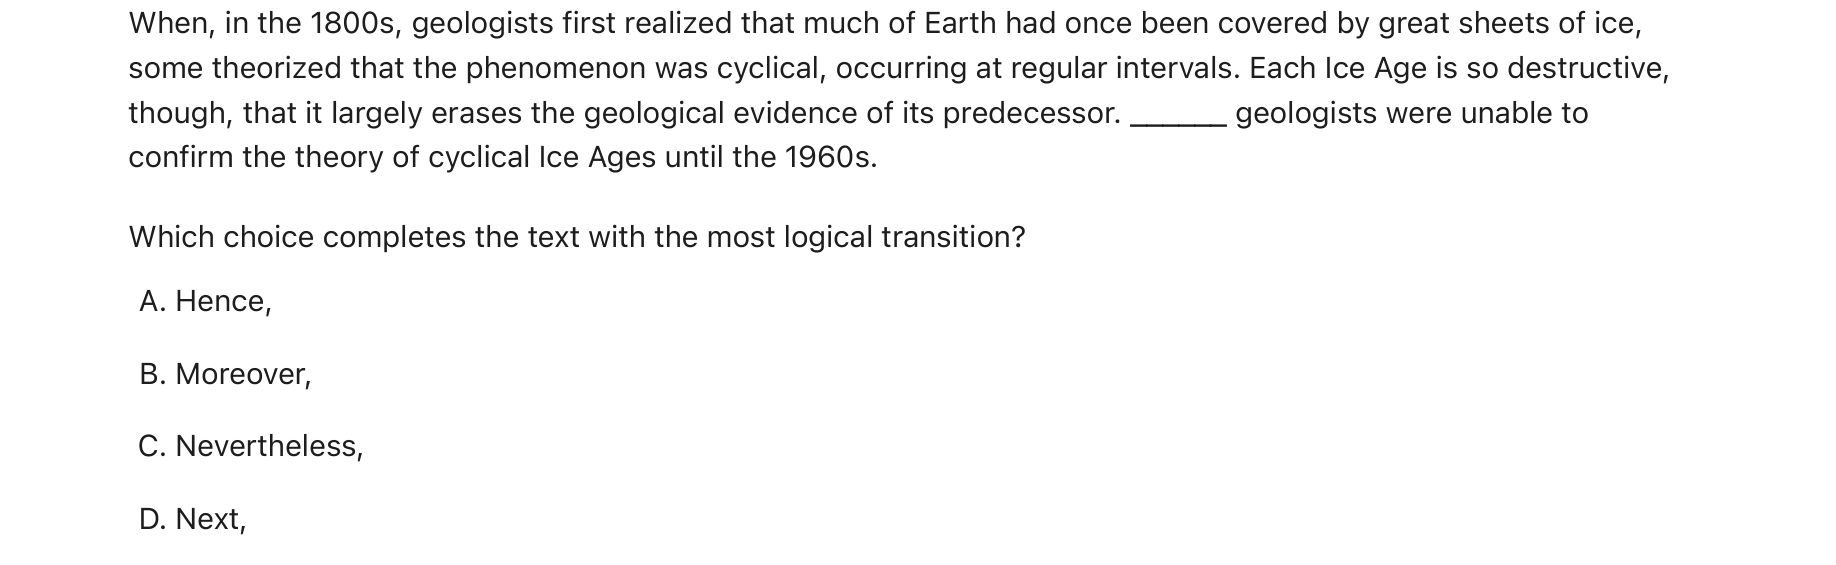 When, in the 1800s, geologists first realized that much of Earth had once been covered by great sheets of ice,
some theorized that the phenomenon was cyclical, occurring at regular intervals. Each Ice Age is so destructive,
though, that it largely erases the geological evidence of its predecessor. ______ geologists were unable to
confirm the theory of cyclical Ice Ages until the 1960s.
Which choice completes the text with the most logical transition?
A. Hence,
B. Moreover,
C. Nevertheless,
D. Next,